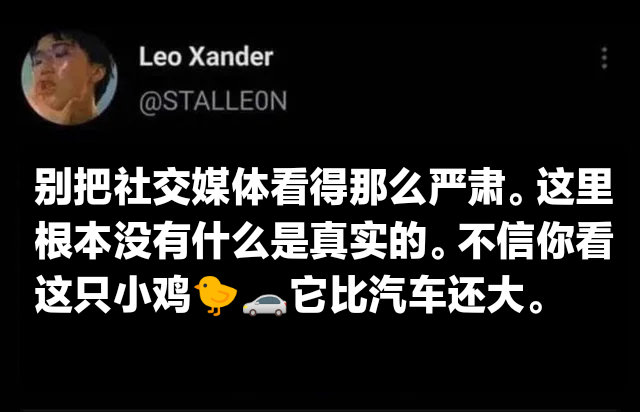 Leo Xander
@STALLE0N
别把社交媒体看得那么严肃。这里
根本没有什么是真实的。不信你看
这只小鸡🐤🚗它比汽车还大。